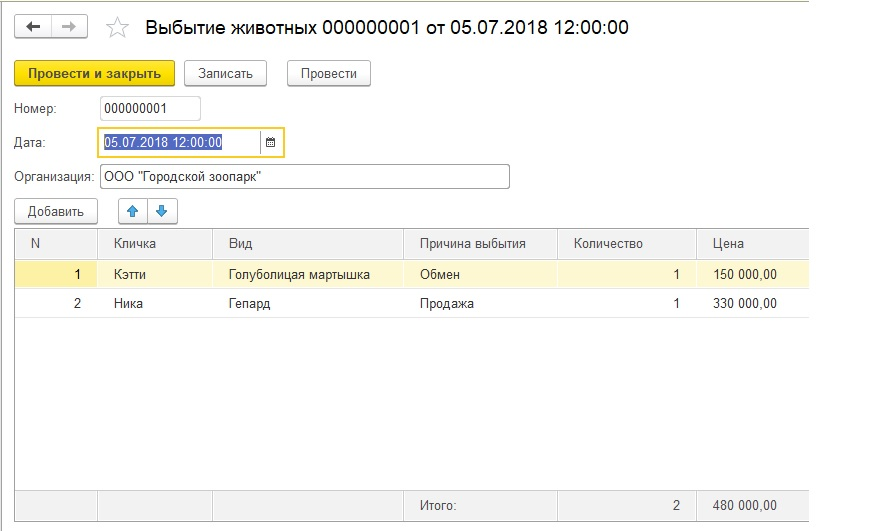 Выбытие животных 000000001 от 05.07.2018 12:00:00
Провести и закрыть Записать Провести
Номер: 000000001
Дата: 05.07.2018 12:00:00
Организация: ООО "Городской зоопарк"
Добавить
N Кличка Вид Причина выбытия Количество Цена
1 Кэтти Голуболицая мартышка Обмен 1 150 000,00
2 Ника Гепард Продажа 1 330 000,00
Итого: 2 480 000,00